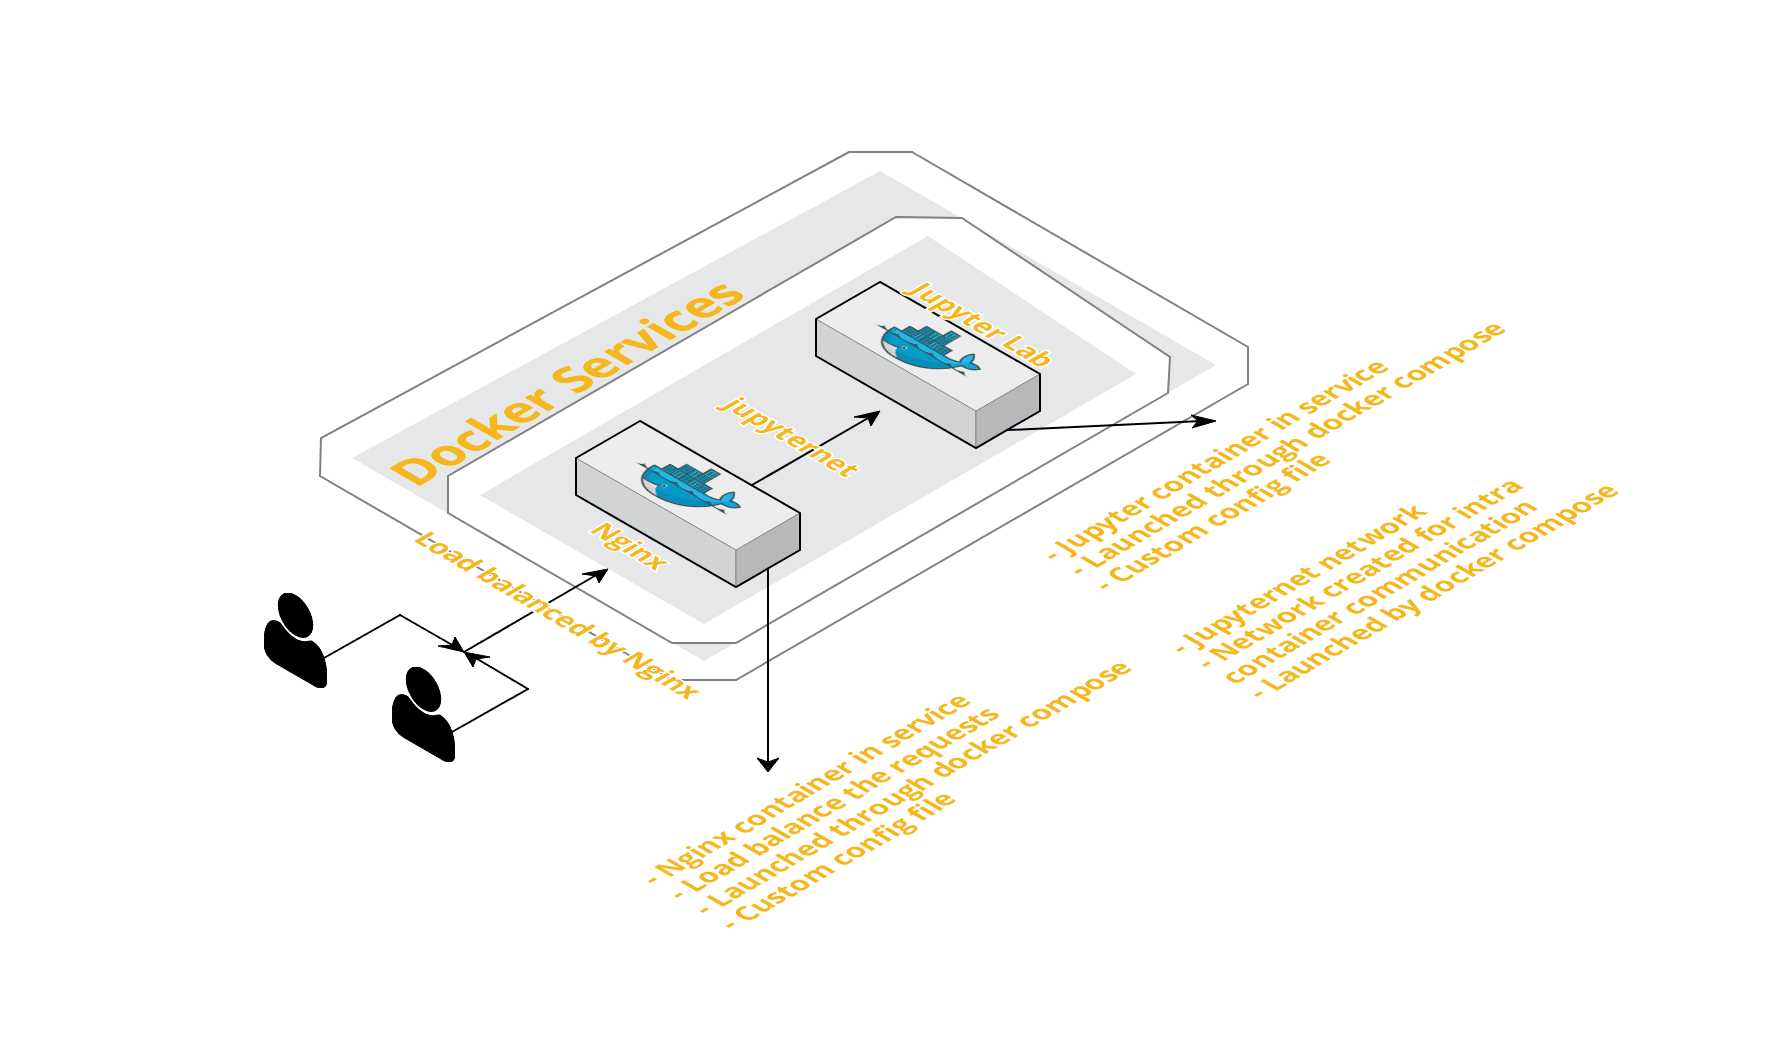 Docker Services
Jupyter Lab
jupyternet
Nginx
Load-balanced-by-Nginx
- Jupyter container in service
- Launched through docker compose
- Custom config file
- Jupyternet network
- Network created for intra
container communication
- Launched by docker compose
- Nginx container in service
- Load balance the requests
- Launched through docker compose
- Custom config file